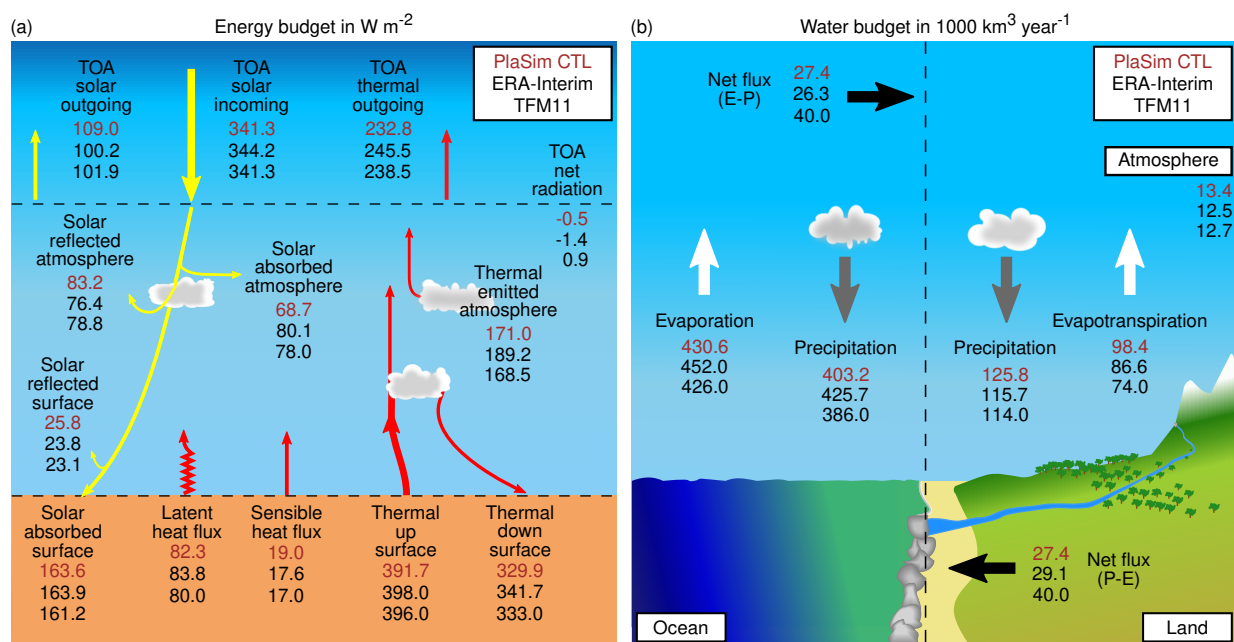 (a)
Energy budget in W m⁻²
TOA
solar
outgoing
109.0
100.2
101.9
TOA
solar
incoming
341.3
344.2
341.3
TOA
thermal
outgoing
232.8
245.5
238.5
PlaSim CTL
ERA-Interim
TFM11
TOA
net
radiation
-0.5
-1.4
0.9
Solar
reflected
atmosphere
83.2
76.4
78.8
Solar
absorbed
atmosphere
68.7
80.1
78.0
Thermal
emitted
atmosphere
171.0
189.2
168.5
Solar
reflected
surface
25.8
23.8
23.1
Solar
absorbed
surface
163.6
163.9
161.2
Latent
heat flux
82.3
83.8
80.0
Sensible
heat flux
19.0
17.6
17.0
Thermal
up
surface
391.7
398.0
396.0
Thermal
down
surface
329.9
341.7
333.0
(b)
Water budget in 1000 km³ year⁻¹
Net flux
(E-P)
27.4
26.3
40.0
PlaSim CTL
ERA-Interim
TFM11
Atmosphere
13.4
12.5
12.7
Evaporation
430.6
452.0
426.0
Precipitation
403.2
425.7
386.0
Precipitation
125.8
115.7
114.0
Evapotranspiration
98.4
86.6
74.0
27.4
29.1
40.0
Net flux
(P-E)
Ocean
Land